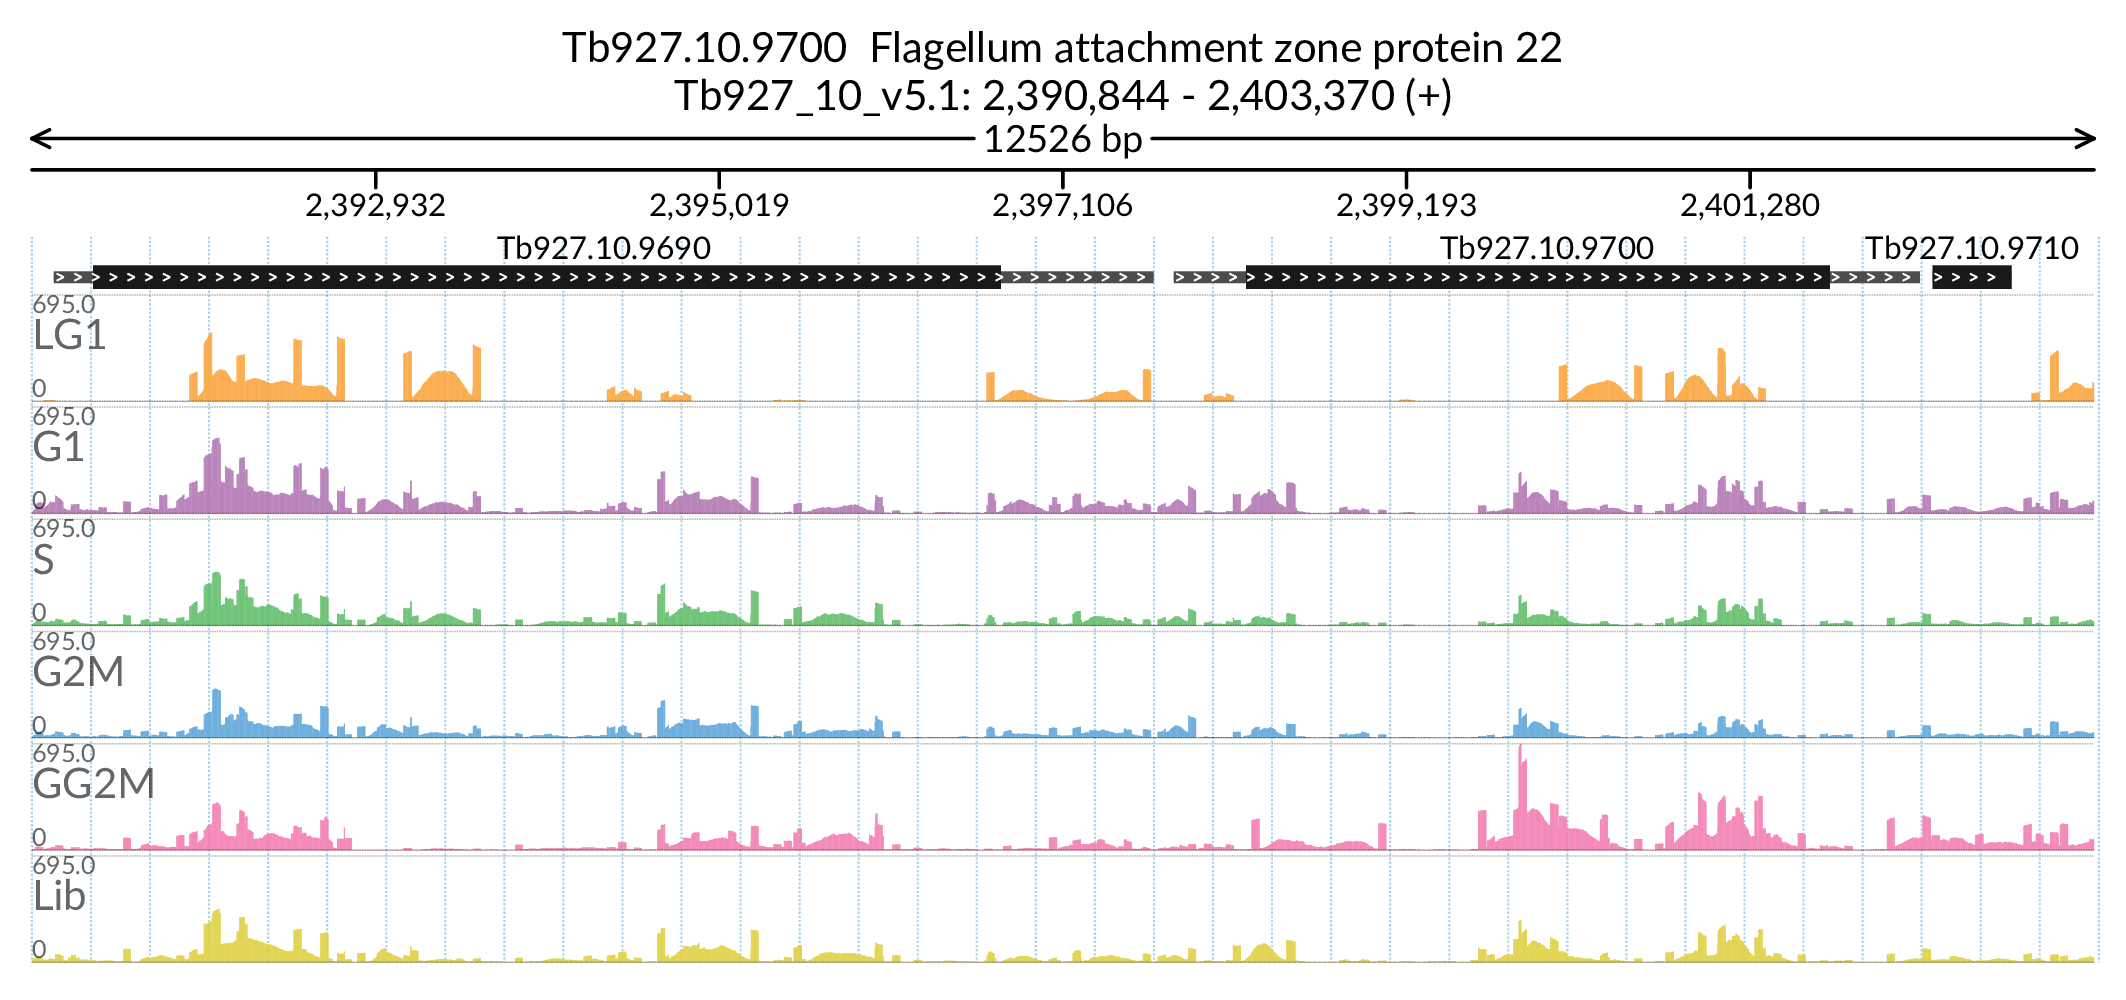 Tb927.10.9700  Flagellum attachment zone protein 22
Tb927_10_v5.1: 2,390,844 - 2,403,370 (+)
12526 bp
2,392,932 2,395,019 2,397,106 2,399,193 2,401,280
Tb927.10.9690 Tb927.10.9700 Tb927.10.9710
695.0
LG1
0
695.0
G1
0
695.0
S
0
695.0
G2M
0
695.0
GG2M
0
695.0
Lib
0